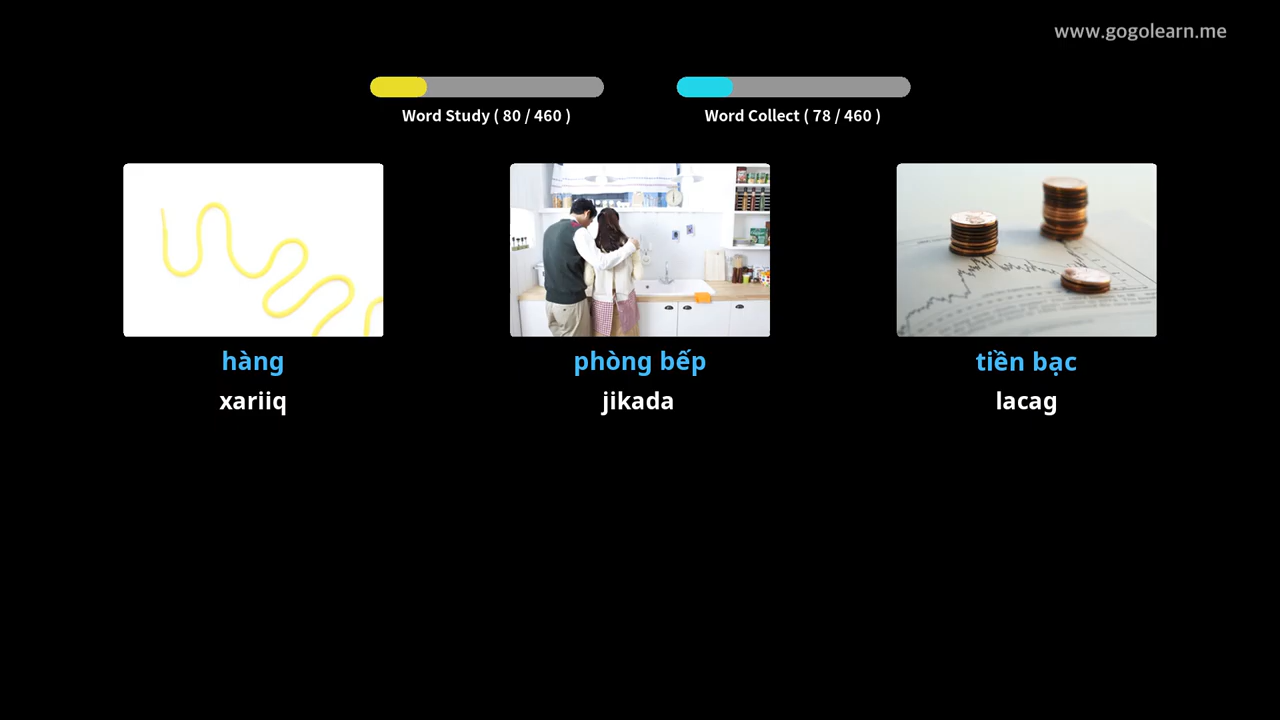 www.gogolearn.me
Word Study ( 80 / 460 )
Word Collect ( 78 / 460 )
hàng
phòng bếp
tiền bạc
xariiq
jikada
lacag